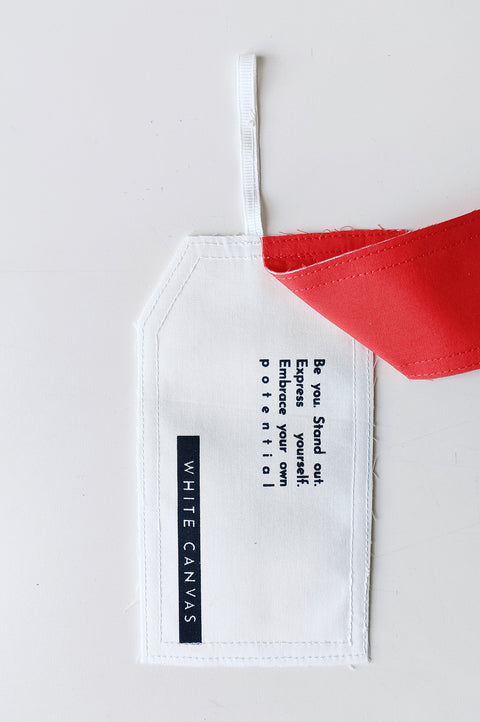 Be you. Stand out.
Express yourself.
Embrace your own
potential
WHITE CANVAS